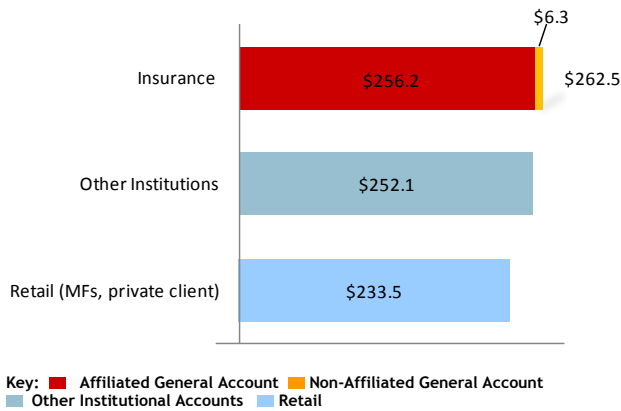 $6.3
Insurance
$256.2
$262.5
Other Institutions
$252.1
Retail (MFs, private client)
$233.5
Key: Affiliated General Account Non-Affiliated General Account
Other Institutional Accounts Retail